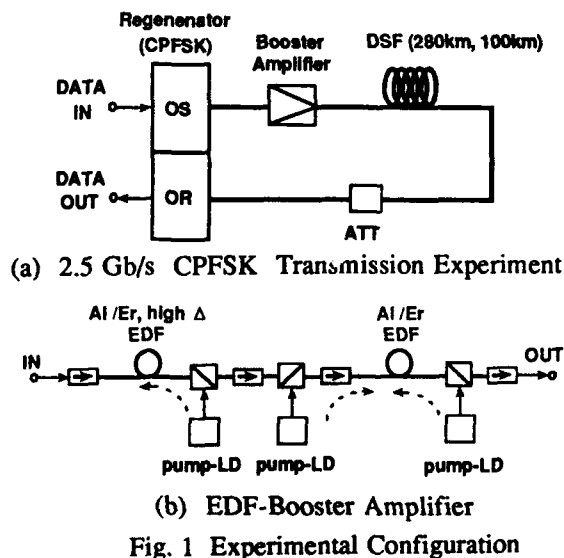 Regenenator
(CPFSK)
Booster
Amplifier
DSF (280km, 100km)
DATA
IN
OS
DATA
OUT
OR
ATT
(a) 2.5 Gb/s CPFSK Transmission Experiment
Al /Er, high Δ
EDF
Al /Er
EDF
IN
OUT
pump-LD
pump-LD
pump-LD
(b) EDF-Booster Amplifier
Fig. 1 Experimental Configuration